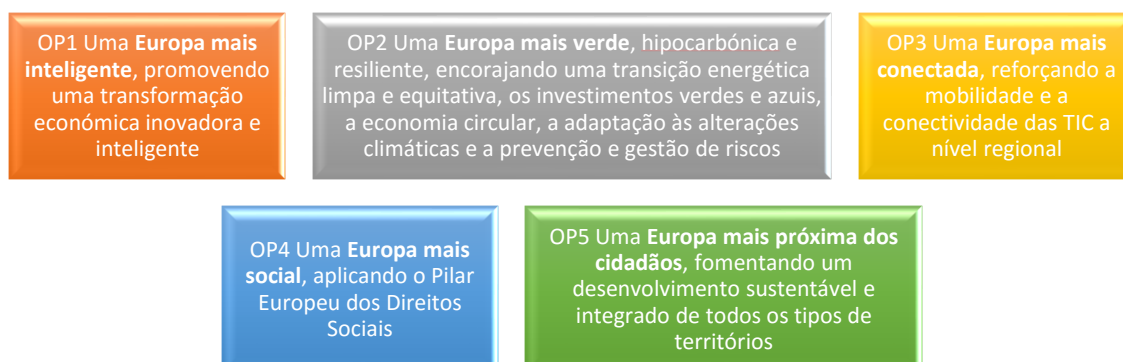 OP1 Uma Europa mais
inteligente, promovendo
uma transformação
económica inovadora e
inteligente
OP2 Uma Europa mais verde, hipocarbónica e
resiliente, encorajando uma transição energética
limpa e equitativa, os investimentos verdes e azuis,
a economia circular, a adaptação às alterações
climáticas e a prevenção e gestão de riscos
OP3 Uma Europa mais
conectada, reforçando a
mobilidade e a
conectividade das TIC a
nível regional
OP4 Uma Europa mais
social, aplicando o Pilar
Europeu dos Direitos
Sociais
OP5 Uma Europa mais próxima dos
cidadãos, fomentando um
desenvolvimento sustentável e
integrado de todos os tipos de
territórios